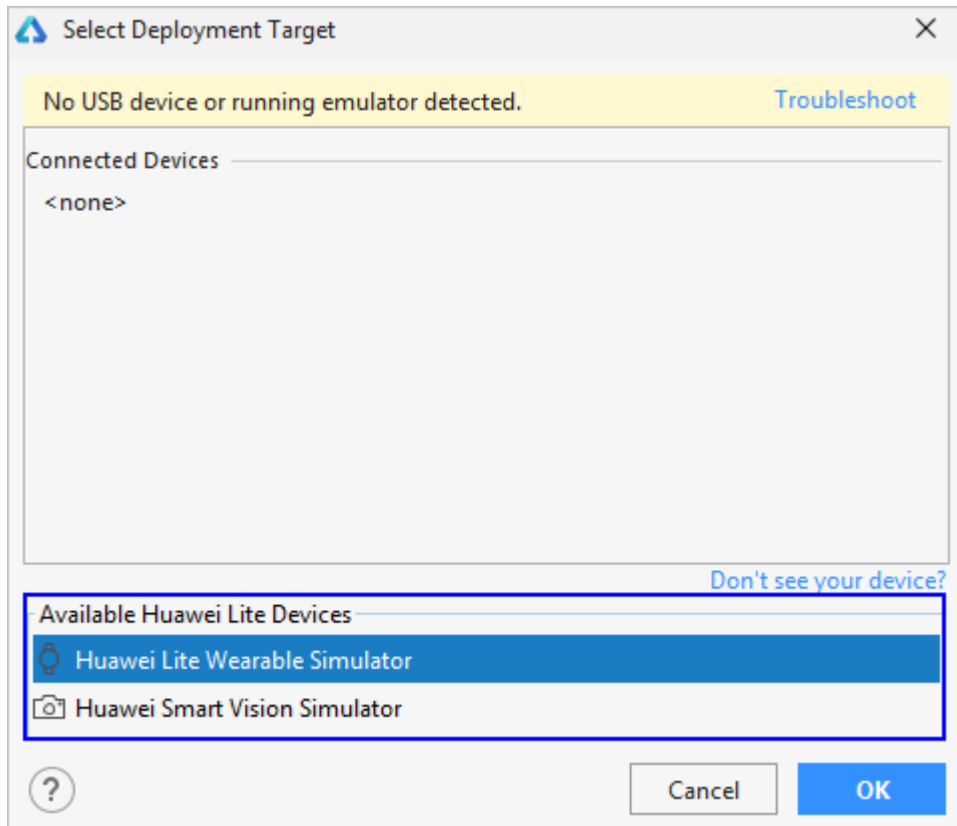 Select Deployment Target
No USB device or running emulator detected. Troubleshoot
Connected Devices
<none>
Don't see your device?
Available Huawei Lite Devices
Huawei Lite Wearable Simulator
Huawei Smart Vision Simulator
? Cancel OK